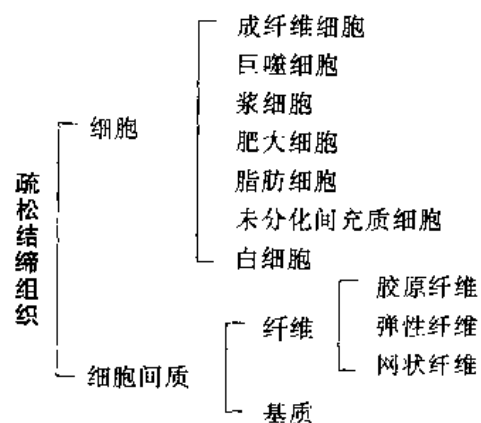 疏松结缔组织
细胞
成纤维细胞
巨噬细胞
浆细胞
肥大细胞
脂肪细胞
未分化间充质细胞
白细胞
细胞间质
纤维
胶原纤维
弹性纤维
网状纤维
基质